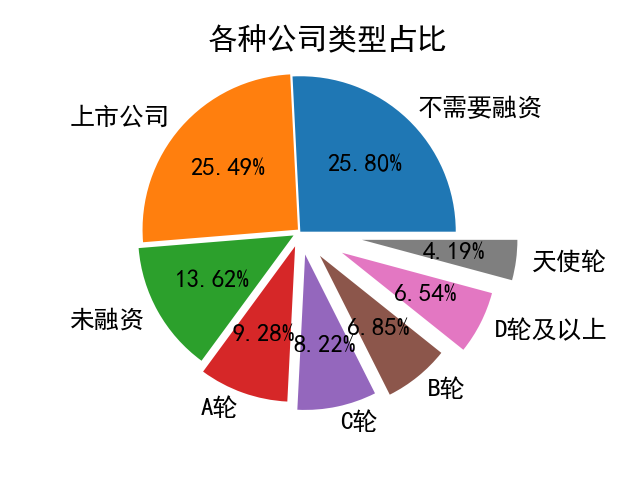 各种公司类型占比
不需要融资
上市公司
25.80%
25.49%
4.19%
天使轮
13.62%
6.54%
未融资
9.28%
6.85%
D轮及以上
8.22%
B轮
A轮
C轮